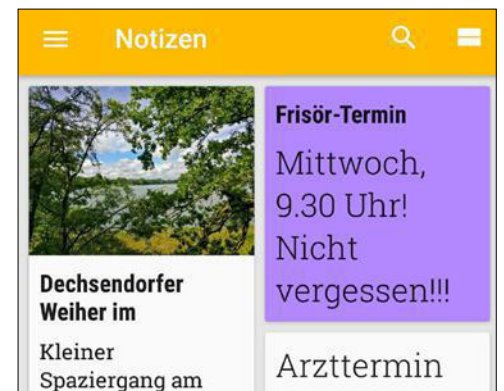 Notizen
Dechsendorfer
Weiher im
Kleiner
Spaziergang am
Frisör-Termin
Mittwoch,
9.30 Uhr!
Nicht
vergessen!!!
Arzttermin